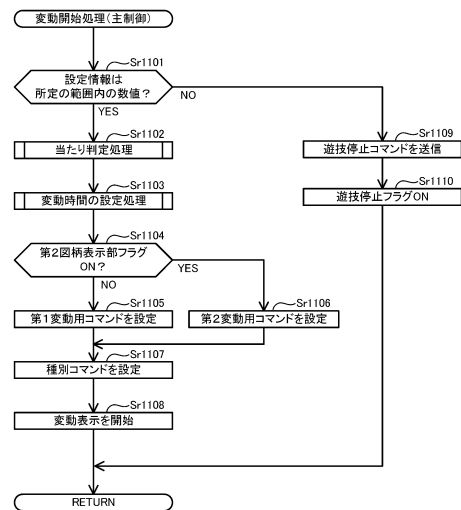 変動開始処理(主制御)
Sr1101
設定情報は
所定の範囲内の数値?
NO
YES
Sr1102
当たり判定処理
Sr1109
遊技停止コマンドを送信
Sr1103
変動時間の設定処理
Sr1110
遊技停止フラグON
Sr1104
第2図柄表示部フラグ
ON?
YES
NO
Sr1105
第1変動用コマンドを設定
Sr1106
第2変動用コマンドを設定
Sr1107
種別コマンドを設定
Sr1108
変動表示を開始
RETURN